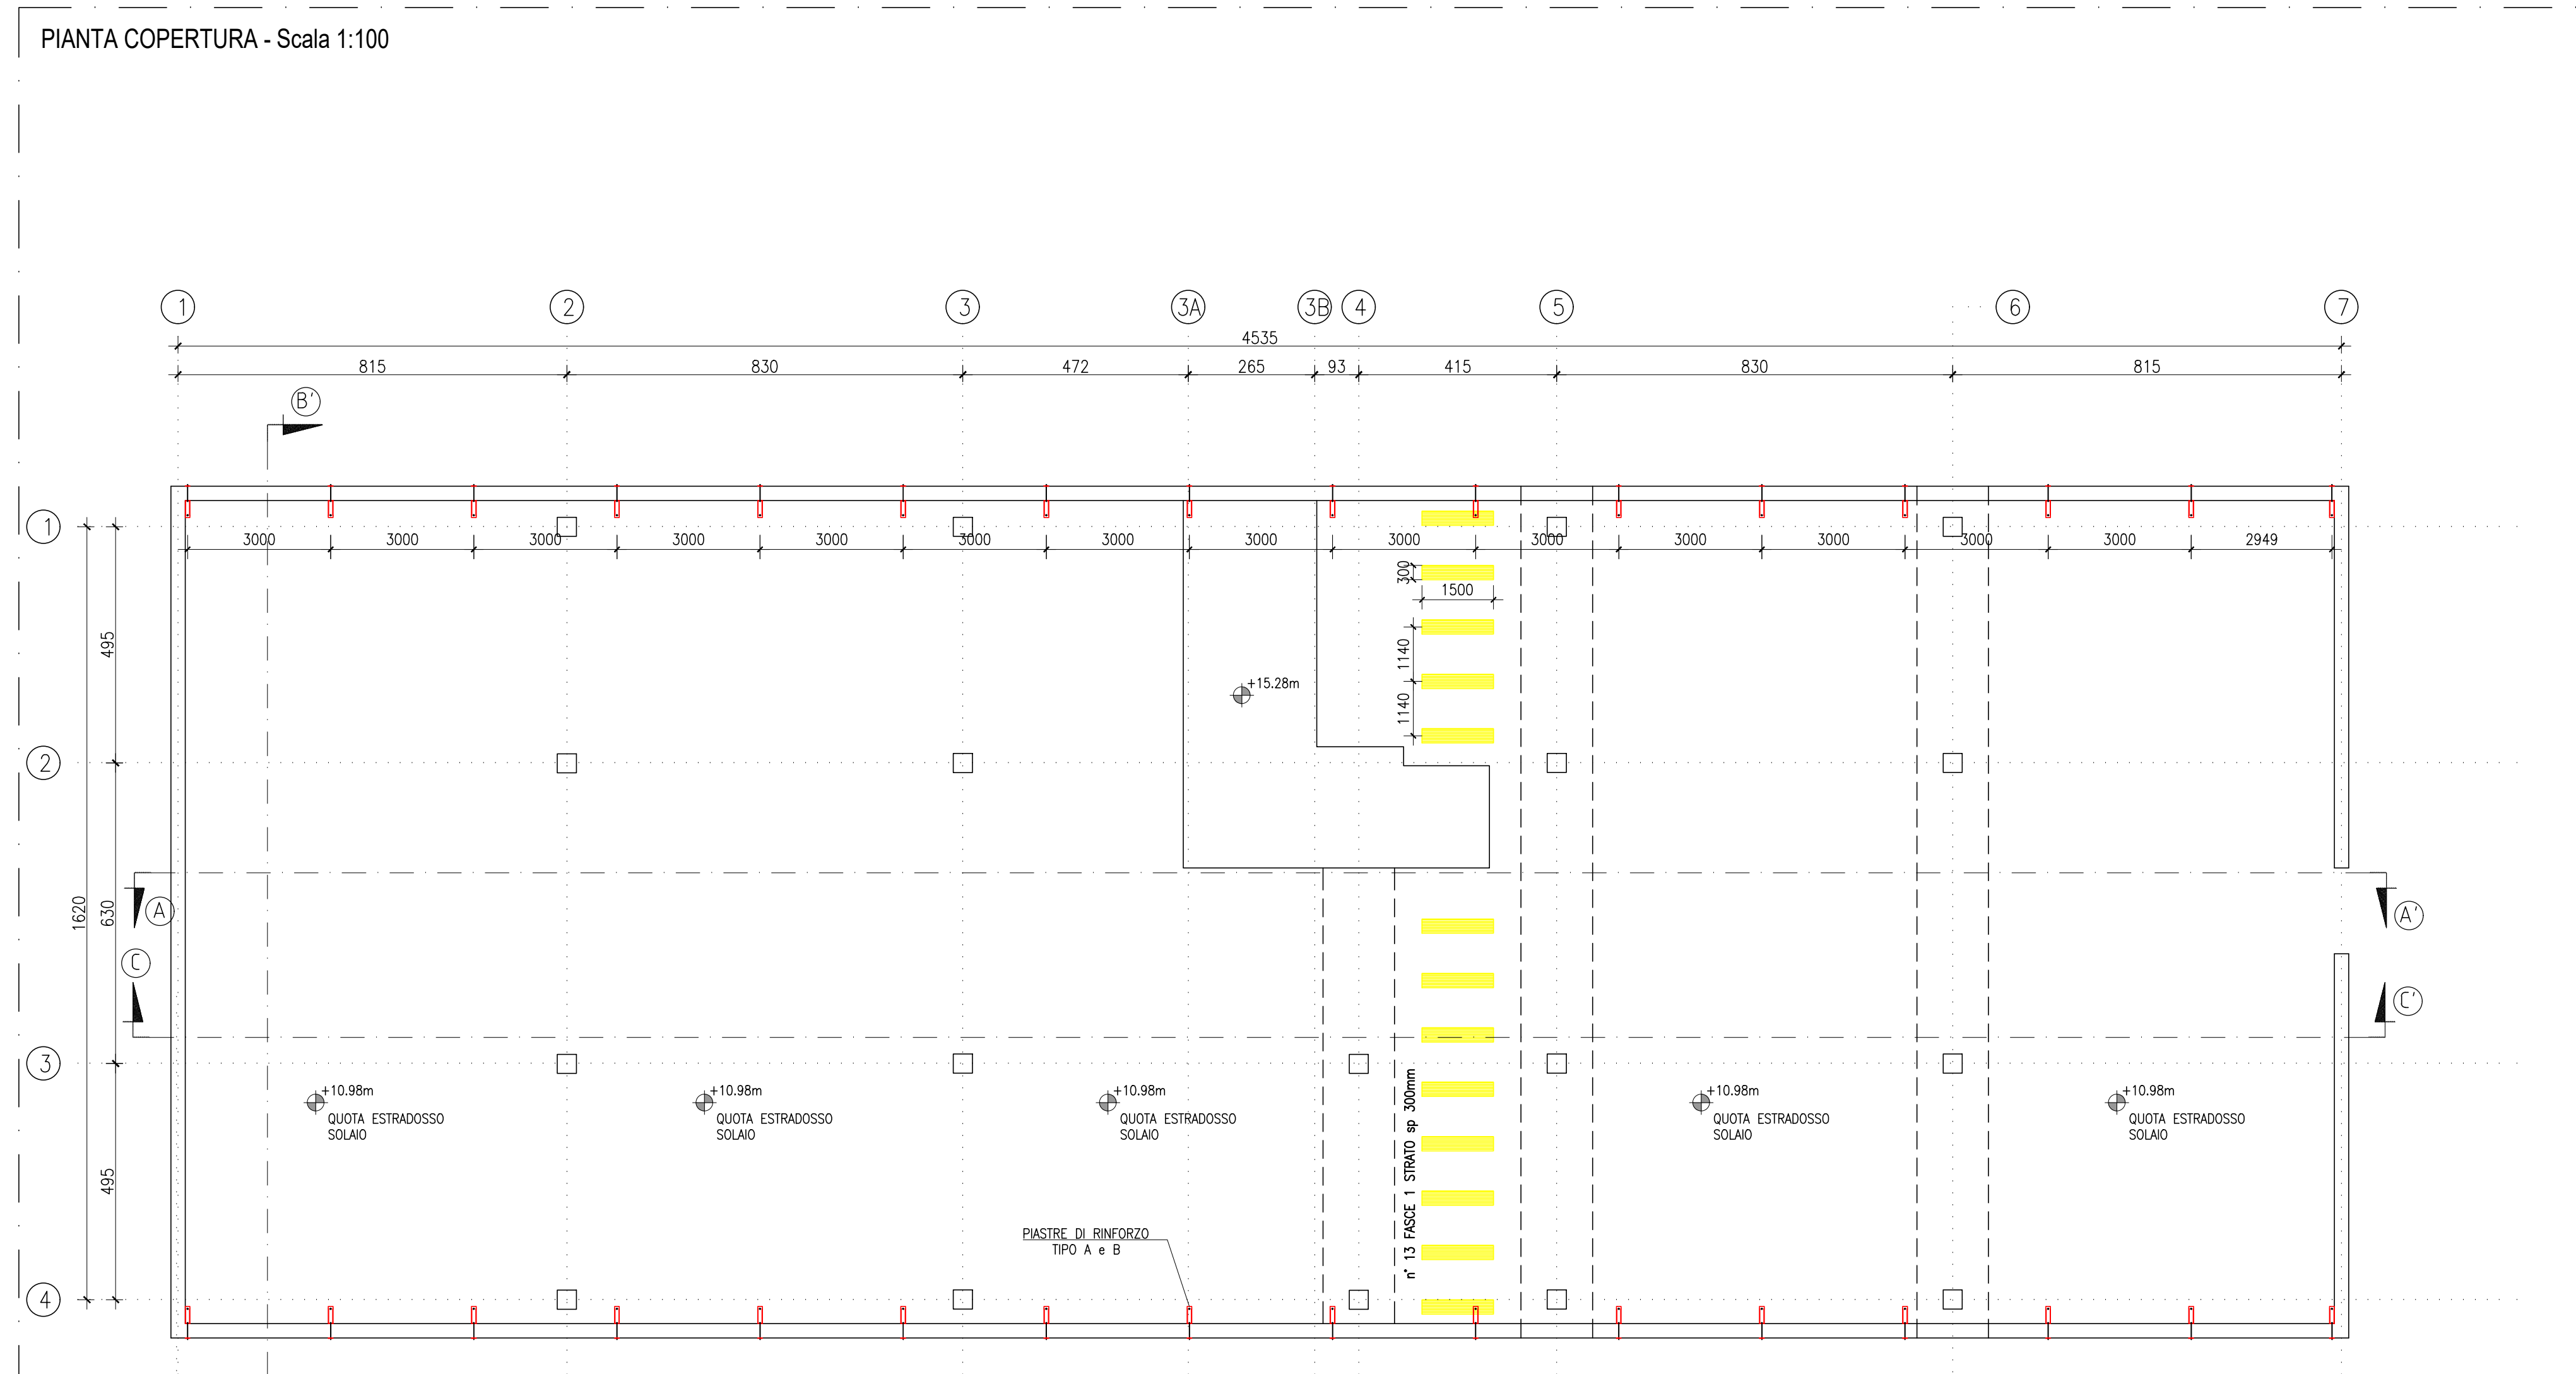 PIANTA COPERTURA - Scala 1:100
1 2 3 3A 3B 4 5 6 7
4535
815 830 472 265 93 415 830 815
B'
1
3000 3000 3000 3000 3000 3000 3000 3000 3000 3000 3000 3000 3000 3000 2949
300
1500
495
1140
+15.28m
1140
2
1620
630
A
A'
C
C'
3
+10.98m
QUOTA ESTRADOSSO
SOLAIO
+10.98m
QUOTA ESTRADOSSO
SOLAIO
+10.98m
QUOTA ESTRADOSSO
SOLAIO
+10.98m
QUOTA ESTRADOSSO
SOLAIO
+10.98m
QUOTA ESTRADOSSO
SOLAIO
n° 13 FASCE 1 STRATO sp 300mm
495
PIASTRE DI RINFORZO
TIPO A e B
4